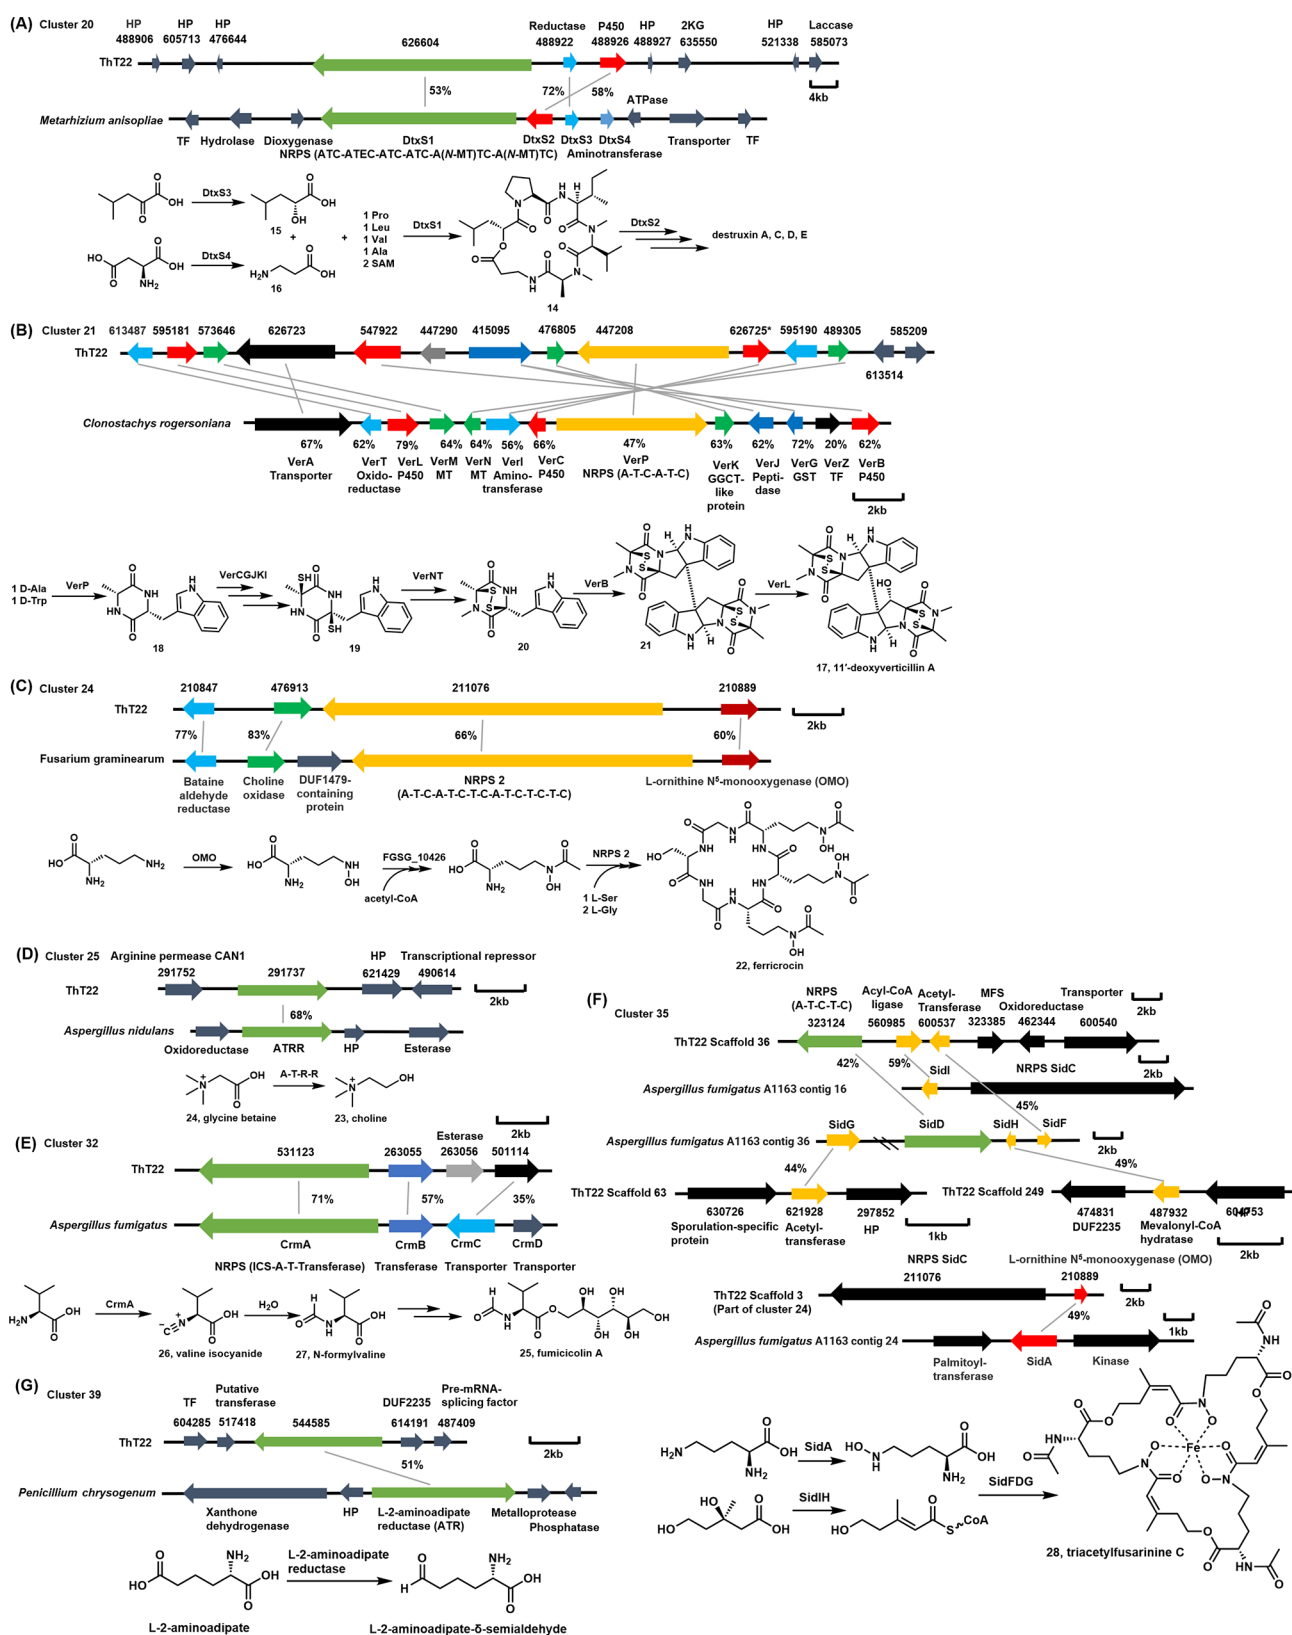 (A) Cluster 20
HP HP HP Reductase P450 HP 2KG HP Laccase
488906 605713 476644 626604 488922 488926 488927 635550 521338 585073
ThT22
4kb
53% 72% 58%
ATPase
Metarhizium anisopliae
TF Hydrolase Dioxygenase DtxS1 DtxS2 DtxS3 DtxS4 Transporter TF
NRPS (ATC-ATEC-ATC-ATC-A(N-MT)TC-A(N-MT)TC) Aminotransferase
DtxS3
15
+ +
DtxS4
16
1 Pro
1 Leu
1 Val
1 Ala
2 SAM
DtxS1
14
DtxS2
destruxin A, C, D, E
(B) Cluster 21
613487 595181 573646 626723 547922 447290 415095 476805 447208 626725* 595190 489305 585209
ThT22
613514
Clonostachys rogersoniana
67% 62% 79% 64% 64% 56% 66% 47% 63% 62% 72% 20% 62%
VerA Transporter
VerT Oxido-reductase
VerL P450
VerM MT
VerN MT
VerI Amino-transferase
VerC P450
VerP NRPS (A-T-C-A-T-C)
VerK GGCT-like protein
VerJ Pepti-dase
VerG GST
VerZ TF
VerB P450
2kb
1 D-Ala
1 D-Trp
VerP
18
VerCGJKI
19
VerNT
20
VerB
21
VerL
17, 11′-deoxyverticillin A
(C) Cluster 24
210847 476913 211076 210889
ThT22
2kb
77% 83% 66% 60%
Fusarium graminearum
Bataine aldehyde reductase
Choline oxidase
DUF1479-containing protein
NRPS 2
(A-T-C-A-T-C-T-C-A-T-C-T-C-T-C)
L-ornithine N⁵-monooxygenase (OMO)
OMO
FGSG_10426
acetyl-CoA
NRPS 2
1 L-Ser
2 L-Gly
22, ferricrocin
(D) Cluster 25
Arginine permease CAN1 HP Transcriptional repressor
291752 291737 621429 490614
ThT22
2kb
68%
Aspergillus nidulans
Oxidoreductase ATRR HP Esterase
A-T-R-R
24, glycine betaine
23, choline
(E) Cluster 32
2kb
Esterase
531123 263055 263056 501114
ThT22
71% 57% 35%
Aspergillus fumigatus
CrmA CrmB CrmC CrmD
NRPS (ICS-A-T-Transferase) Transferase Transporter Transporter
CrmA
26, valine isocyanide
H₂O
27, N-formylvaline
25, fumicicolin A
(F) Cluster 35
NRPS (A-T-C-T-C)
Acyl-CoA ligase
Acetyl-Transferase
MFS
Oxidoreductase
Transporter
2kb
323124 560985 600537 323385 462344 600540
ThT22 Scaffold 36
42% 59%
SidI
NRPS SidC
2kb
Aspergillus fumigatus A1163 contig 16
45%
SidG SidD SidH SidF
Aspergillus fumigatus A1163 contig 36
2kb
44% 49%
ThT22 Scaffold 63
630726 621928 297852
Sporulation-specific protein
Acetyl-transferase
HP
1kb
ThT22 Scaffold 249
474831 487932
DUF2235
Mevalonyl-CoA hydratase
2kb
NRPS SidC
L-ornithine N⁵-monooxygenase (OMO)
211076 210889
ThT22 Scaffold 3
(Part of cluster 24)
2kb
49%
1kb
Aspergillus fumigatus A1163 contig 24
Palmitoyl-transferase
SidA
Kinase
SidA
SidIH
SidFDG
28, triacetylfusarinine C
(G) Cluster 39
TF
Putative transferase
DUF2235
Pre-mRNA-splicing factor
604285 517418 544585 614191 487409
ThT22
2kb
51%
Penicillium chrysogenum
Xanthone dehydrogenase
HP
L-2-aminoadipate reductase (ATR)
Metalloprotease
Phosphatase
L-2-aminoadipate reductase
L-2-aminoadipate
L-2-aminoadipate-δ-semialdehyde